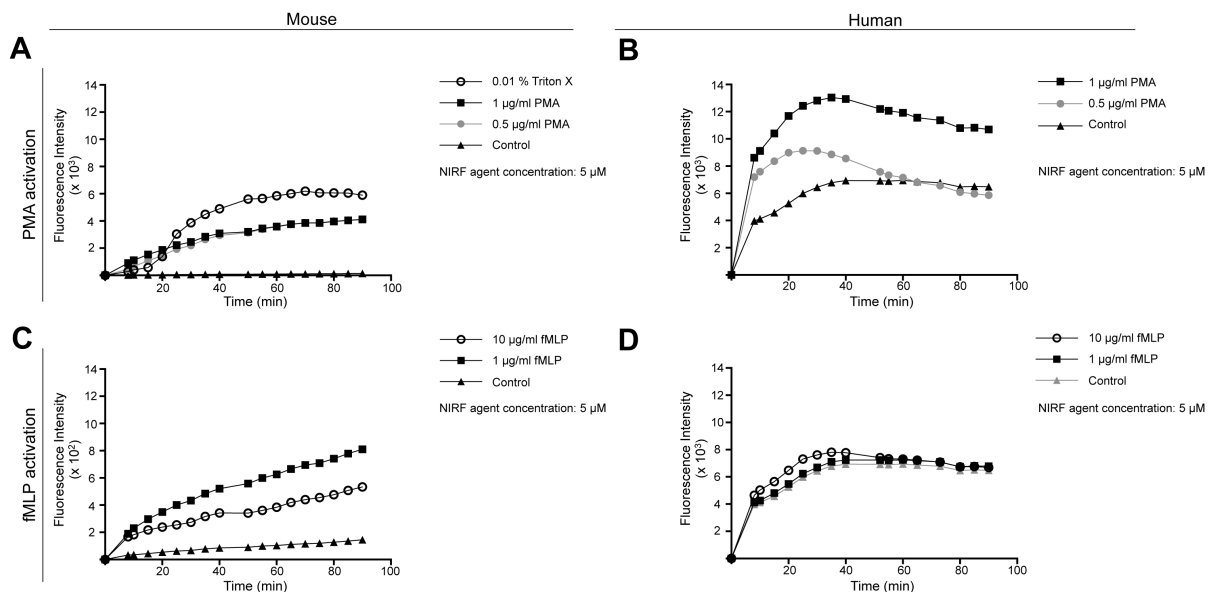 Mouse
Human
A
PMA activation
Fluorescence Intensity
(x 10³)
14
12
10
8
6
4
2
20
40
60
80
100
Time (min)
0.01 % Triton X
1 µg/ml PMA
0.5 µg/ml PMA
Control
NIRF agent concentration: 5 µM
B
Fluorescence Intensity
(x 10³)
14
12
10
8
6
4
2
0
20
40
60
80
100
Time (min)
1 µg/ml PMA
0.5 µg/ml PMA
Control
NIRF agent concentration: 5 µM
C
fMLP activation
Fluorescence Intensity
(x 10²)
14
12
10
8
6
4
2
20
40
60
80
100
Time (min)
10 µg/ml fMLP
1 µg/ml fMLP
Control
NIRF agent concentration: 5 µM
D
Fluorescence Intensity
(x 10³)
14
12
10
8
6
4
2
0
20
40
60
80
100
Time (min)
10 µg/ml fMLP
1 µg/ml fMLP
Control
NIRF agent concentration: 5 µM